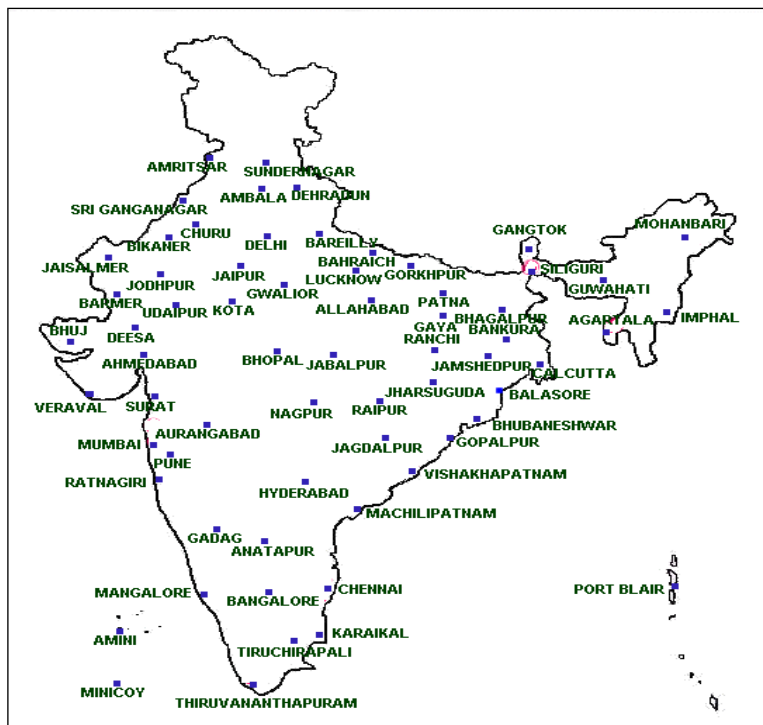 AMRITSAR
SUNDERNAGAR
AMBALA
DEHRADUN
SRI GANGANAGAR
CHURU
BIKANER
DELHI
BAREILLY
GANGTOK
MOHANBARI
JAISALMER
BAHRAICH
JODHPUR
JAIPUR
LUCKNOW
GORKHPUR
SILIGURI
GUWAHATI
BARMER
UDAIPUR
KOTA
GWALIOR
ALLAHABAD
PATNA
BHAGALPUR
AGARTALA
IMPHAL
BHUJ
DEESA
GAYA
BANKURA
RANCHI
AHMEDABAD
BHOPAL
JABALPUR
JAMSHEDPUR
CALCUTTA
VERAVAL
SURAT
JHARSUGUDA
BALASORE
NAGPUR
RAIPUR
AURANGABAD
BHUBANESHWAR
MUMBAI
JAGDALPUR
GOPALPUR
PUNE
RATNAGIRI
HYDERABAD
VISHAKHAPATNAM
MACHILIPATNAM
GADAG
ANATAPUR
MANGALORE
BANGALORE
CHENNAI
PORT BLAIR
AMINI
KARAIKAL
TIRUCHIRAPALI
MINICOY
THIRUVANANTHAPURAM